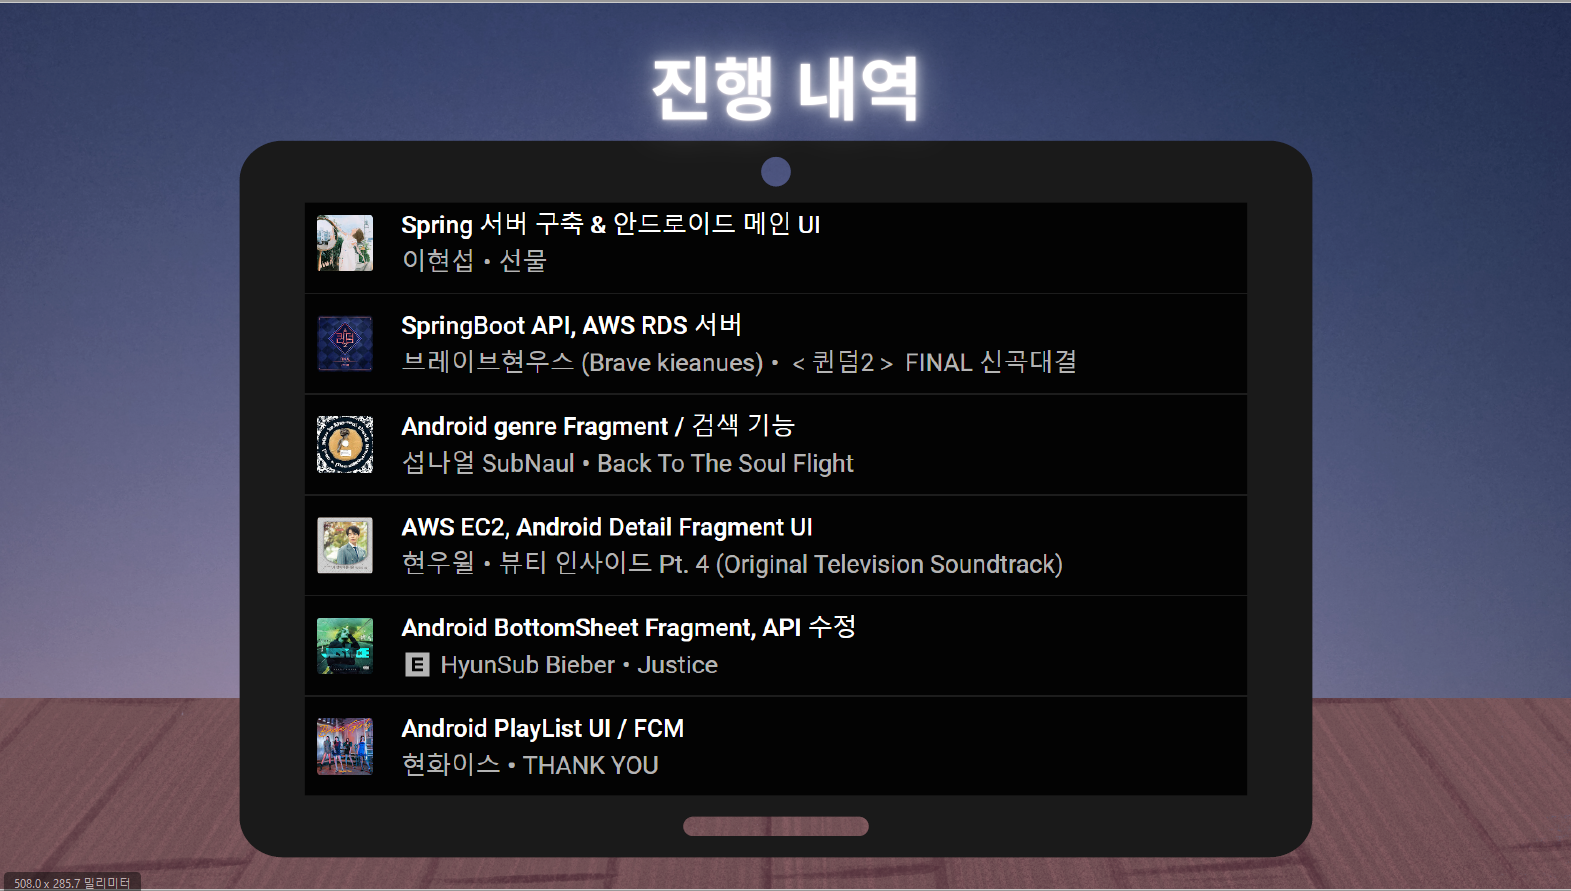 진행 내역
Spring 서버 구축 & 안드로이드 메인 UI
이현섭 • 선물
SpringBoot API, AWS RDS 서버
브레이브현우스 (Brave kieanues) • < 퀸덤2 > FINAL 신곡대결
Android genre Fragment / 검색 기능
섭나얼 SubNaul • Back To The Soul Flight
AWS EC2, Android Detail Fragment UI
현우윌 • 뷰티 인사이드 Pt. 4 (Original Television Soundtrack)
Android BottomSheet Fragment, API 수정
E HyunSub Bieber • Justice
Android PlayList UI / FCM
현화이스 • THANK YOU
508.0 x 285.7 밀리미터